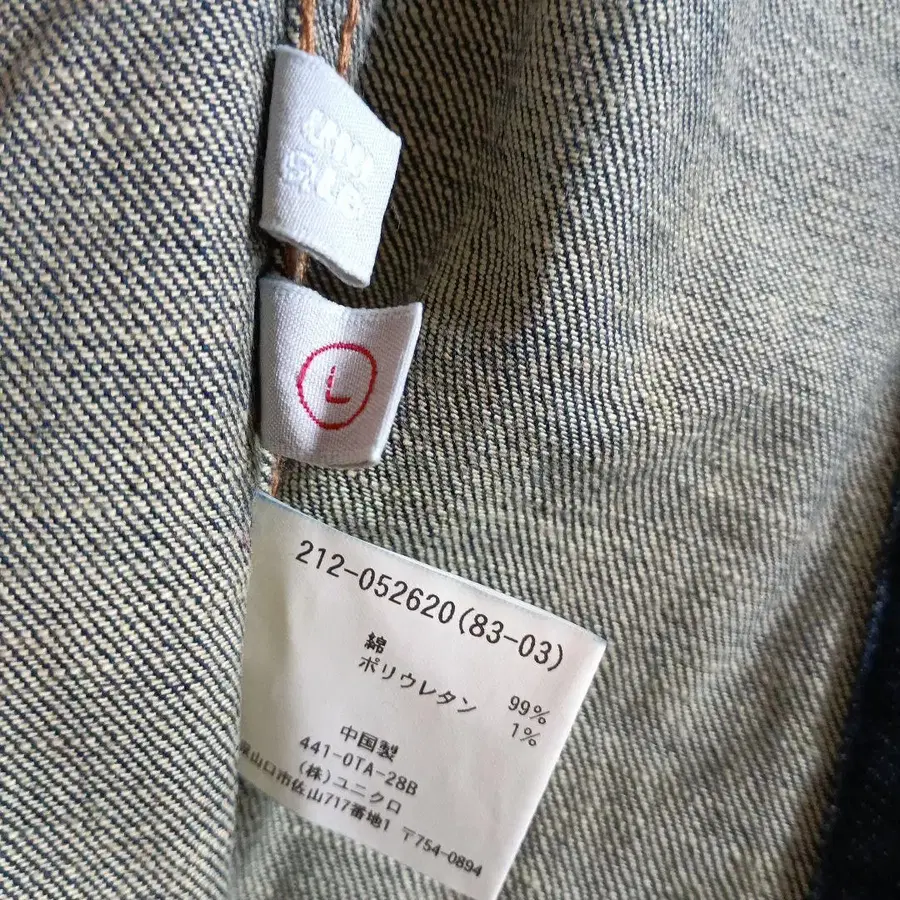 L
212-052620(83-03)
綿 99%
ポリウレタン 1%
中国製
441-0TA-28B
(株)ユニクロ
山口市佐山717番地1 〒754-0894